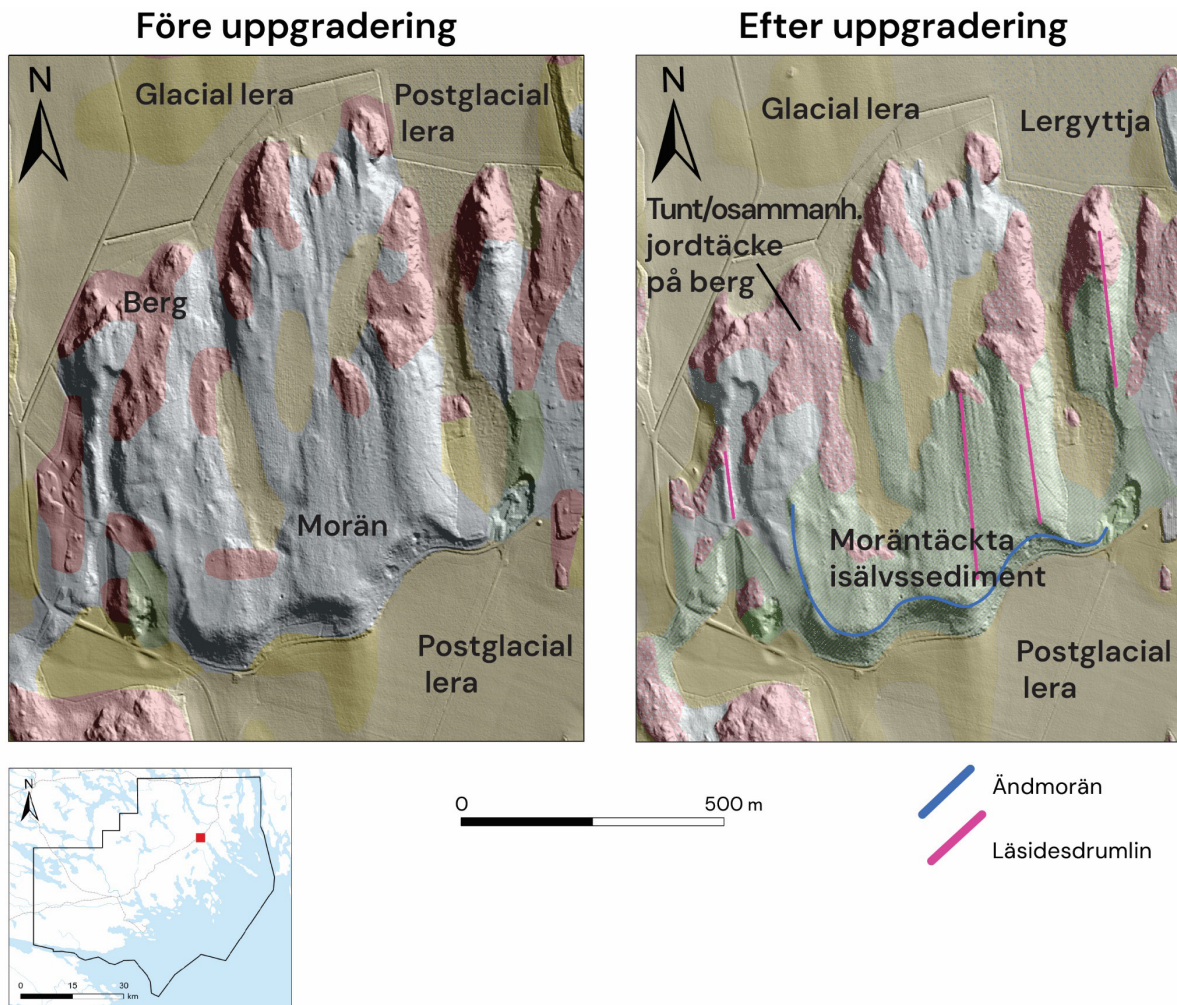 Före uppgradering
N
Glacial lera
Postglacial
lera
Berg
Morän
Postglacial
lera
Efter uppgradering
N
Glacial lera
Lergyttja
Tunt/osammanh.
jordtäcke
på berg
Moräntäckta
isälvssediment
Postglacial
lera
N
0 15 30
km
0 500 m
Ändmorän
Läsidesdrumlin